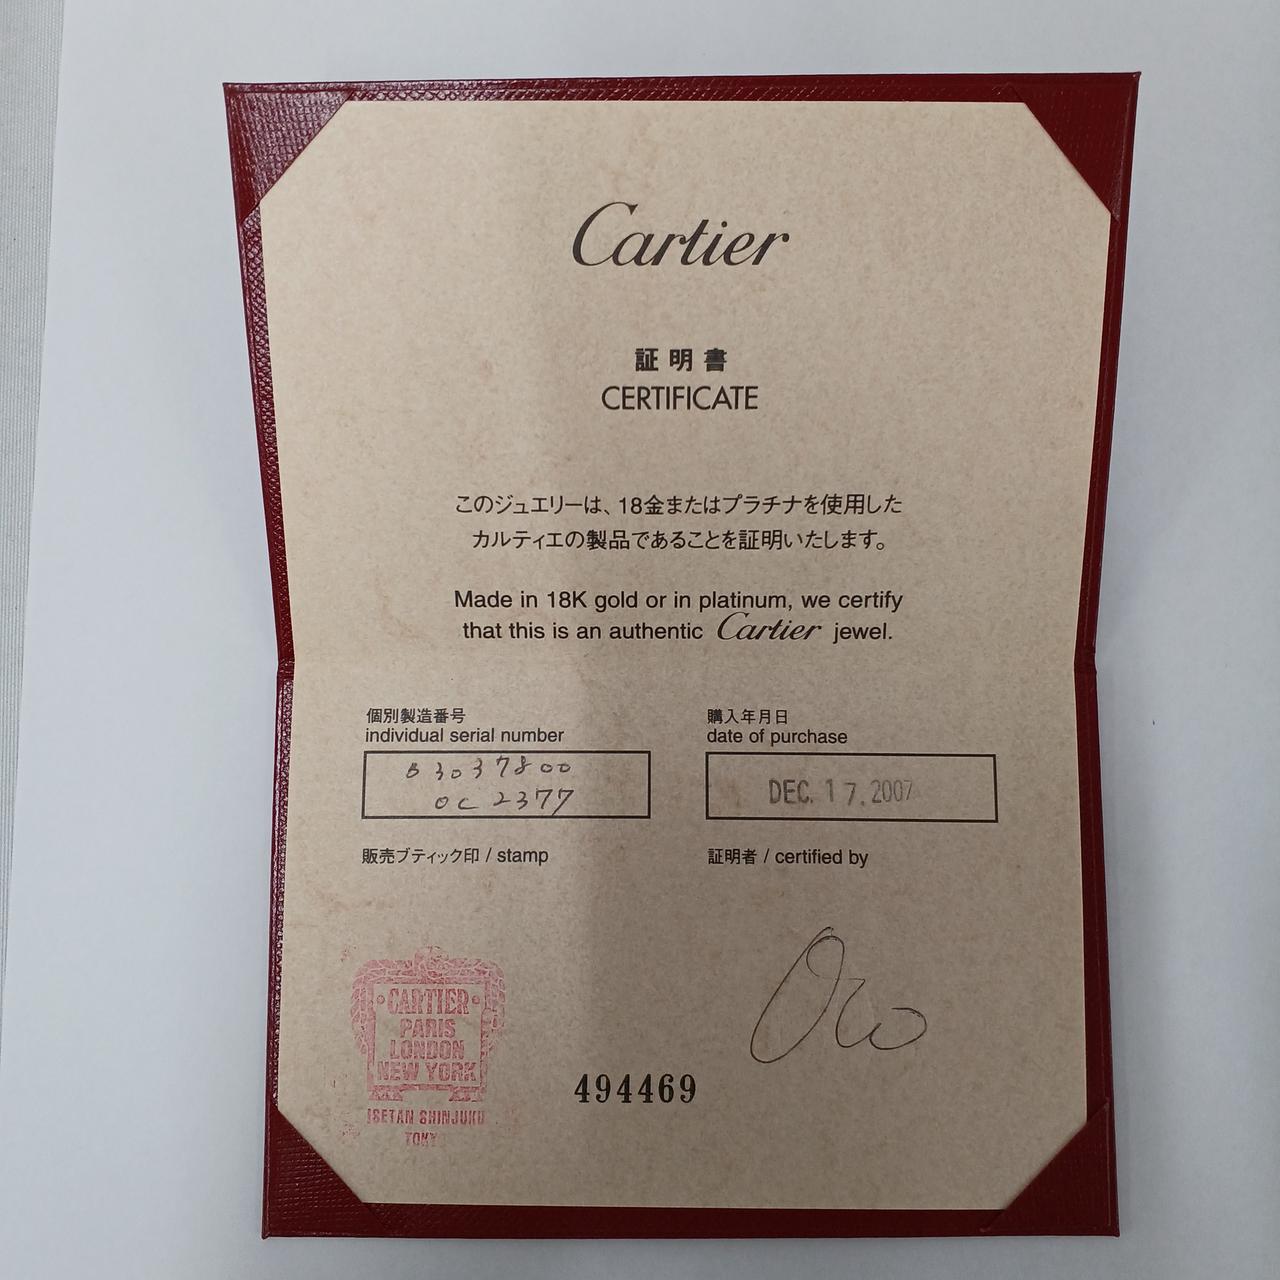 Cartier
証明書
CERTIFICATE
このジュエリーは、18金またはプラチナを使用した
カルティエの製品であることを証明いたします。
Made in 18K gold or in platinum, we certify
that this is an authentic Cartier jewel.
個別製造番号
individual serial number
B3037800
OC 2377
購入年月日
date of purchase
DEC. 17. 2007
販売ブティック印 / stamp
証明者 / certified by
·CARTIER·
PARIS
LONDON
NEW YORK
ISETAN SHINJUKU
TOKY
494469